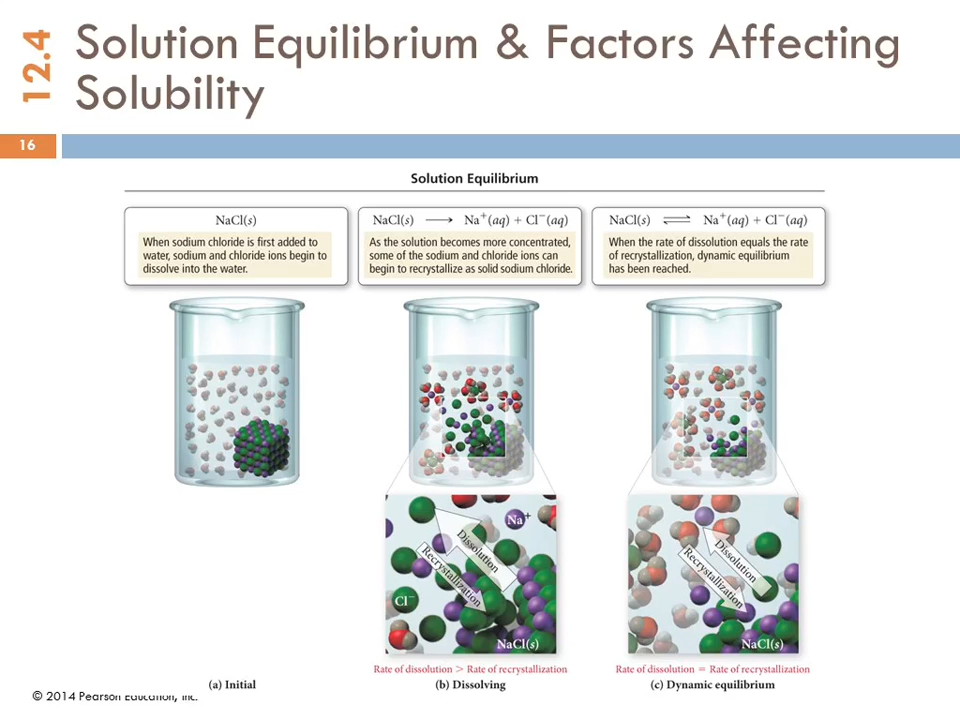 12.4
Solution Equilibrium & Factors Affecting
Solubility
16
Solution Equilibrium
NaCl(s)
When sodium chloride is first added to
water, sodium and chloride ions begin to
dissolve into the water.
NaCl(s) ⟶ Na⁺(aq) + Cl⁻(aq)
As the solution becomes more concentrated,
some of the sodium and chloride ions can
begin to recrystallize as solid sodium chloride.
NaCl(s) ⇌ Na⁺(aq) + Cl⁻(aq)
When the rate of dissolution equals the rate
of recrystallization, dynamic equilibrium
has been reached.
Na⁺
Dissolution
Recrystallization
Cl⁻
NaCl(s)
Dissolution
Recrystallization
NaCl(s)
Rate of dissolution > Rate of recrystallization
Rate of dissolution = Rate of recrystallization
(a) Initial
(b) Dissolving
(c) Dynamic equilibrium
© 2014 Pearson Education, Inc.